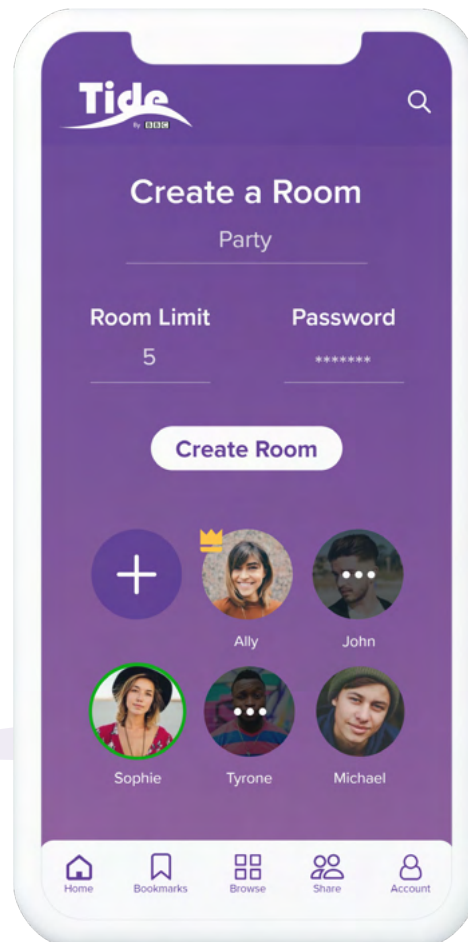 Tide
By BBC
Create a Room
Party
Room Limit Password
5 *******
Create Room
Ally John
Sophie Tyrone Michael
Home Bookmarks Browse Share Account